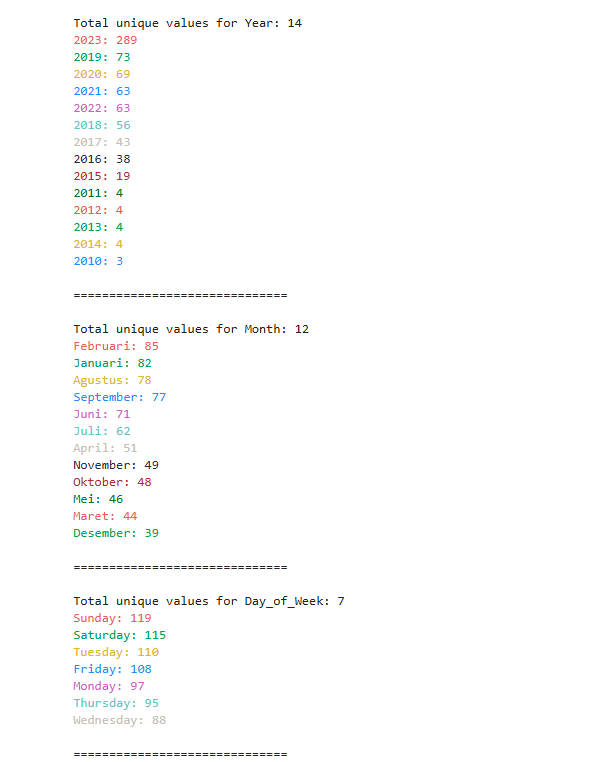 Total unique values for Year: 14
2023: 289
2019: 73
2020: 69
2021: 63
2022: 63
2018: 56
2017: 43
2016: 38
2015: 19
2011: 4
2012: 4
2013: 4
2014: 4
2010: 3
==============================
Total unique values for Month: 12
Februari: 85
Januari: 82
Agustus: 78
September: 77
Juni: 71
Juli: 62
April: 51
November: 49
Oktober: 48
Mei: 46
Maret: 44
Desember: 39
==============================
Total unique values for Day_of_Week: 7
Sunday: 119
Saturday: 115
Tuesday: 110
Friday: 108
Monday: 97
Thursday: 95
Wednesday: 88
==============================